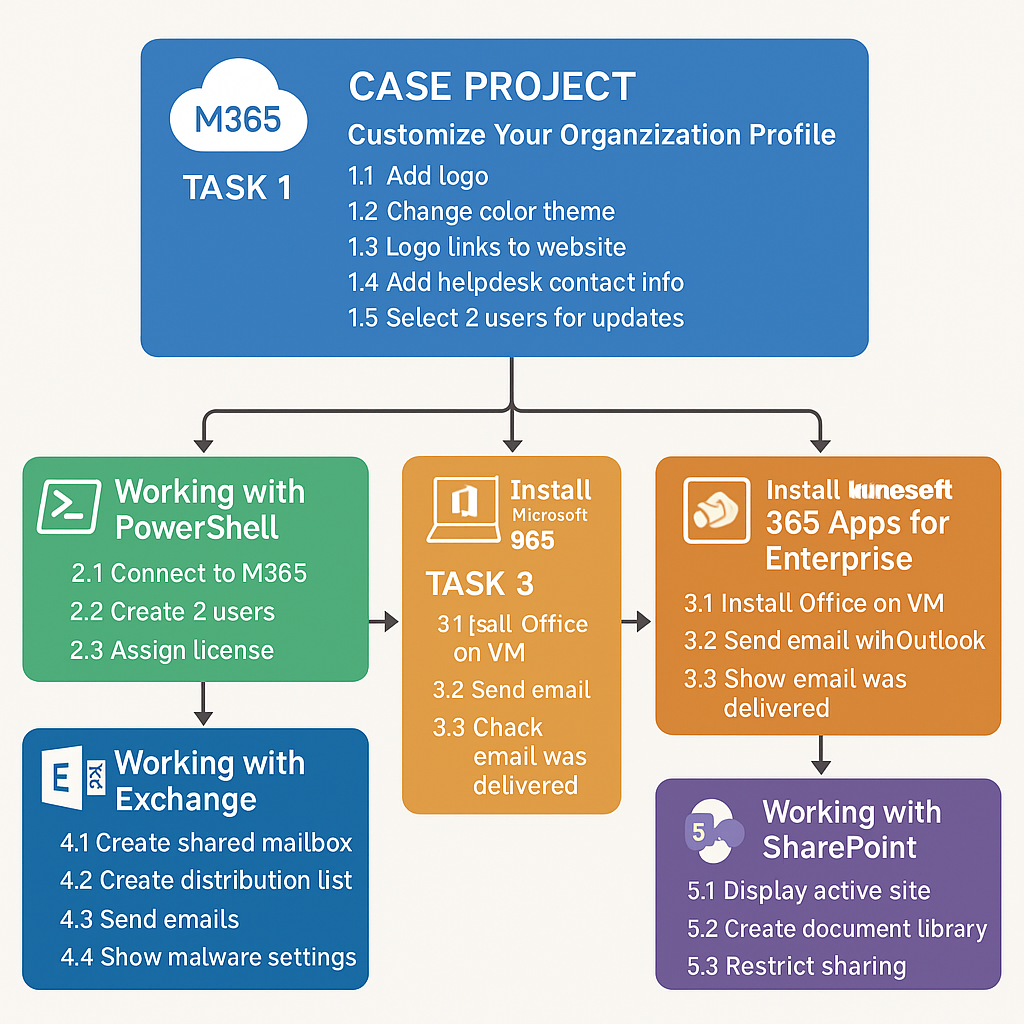 M365
TASK 1
CASE PROJECT
Customize Your Organzization Profile
1.1 Add logo
1.2 Change color theme
1.3 Logo links to website
1.4 Add helpdesk contact info
1.5 Select 2 users for updates
Working with
PowerShell
2.1 Connect to M365
2.2 Create 2 users
2.3 Assign license
Install
Microsoft
965
TASK 3
31 Office
on VM
3.2 Send email
3.3 Chack
email was
delivered
Install
365 Apps for
Enterprise
3.1 Install Office on VM
3.2 Send email wihOutlook
3.3 Show email was
delivered
E
Working with
Exchange
4.1 Create shared mailbox
4.2 Create distribution list
4.3 Send emails
4.4 Show malware settings
5
Working with
SharePoint
5.1 Display active site
5.2 Create document library
5.3 Restrict sharing